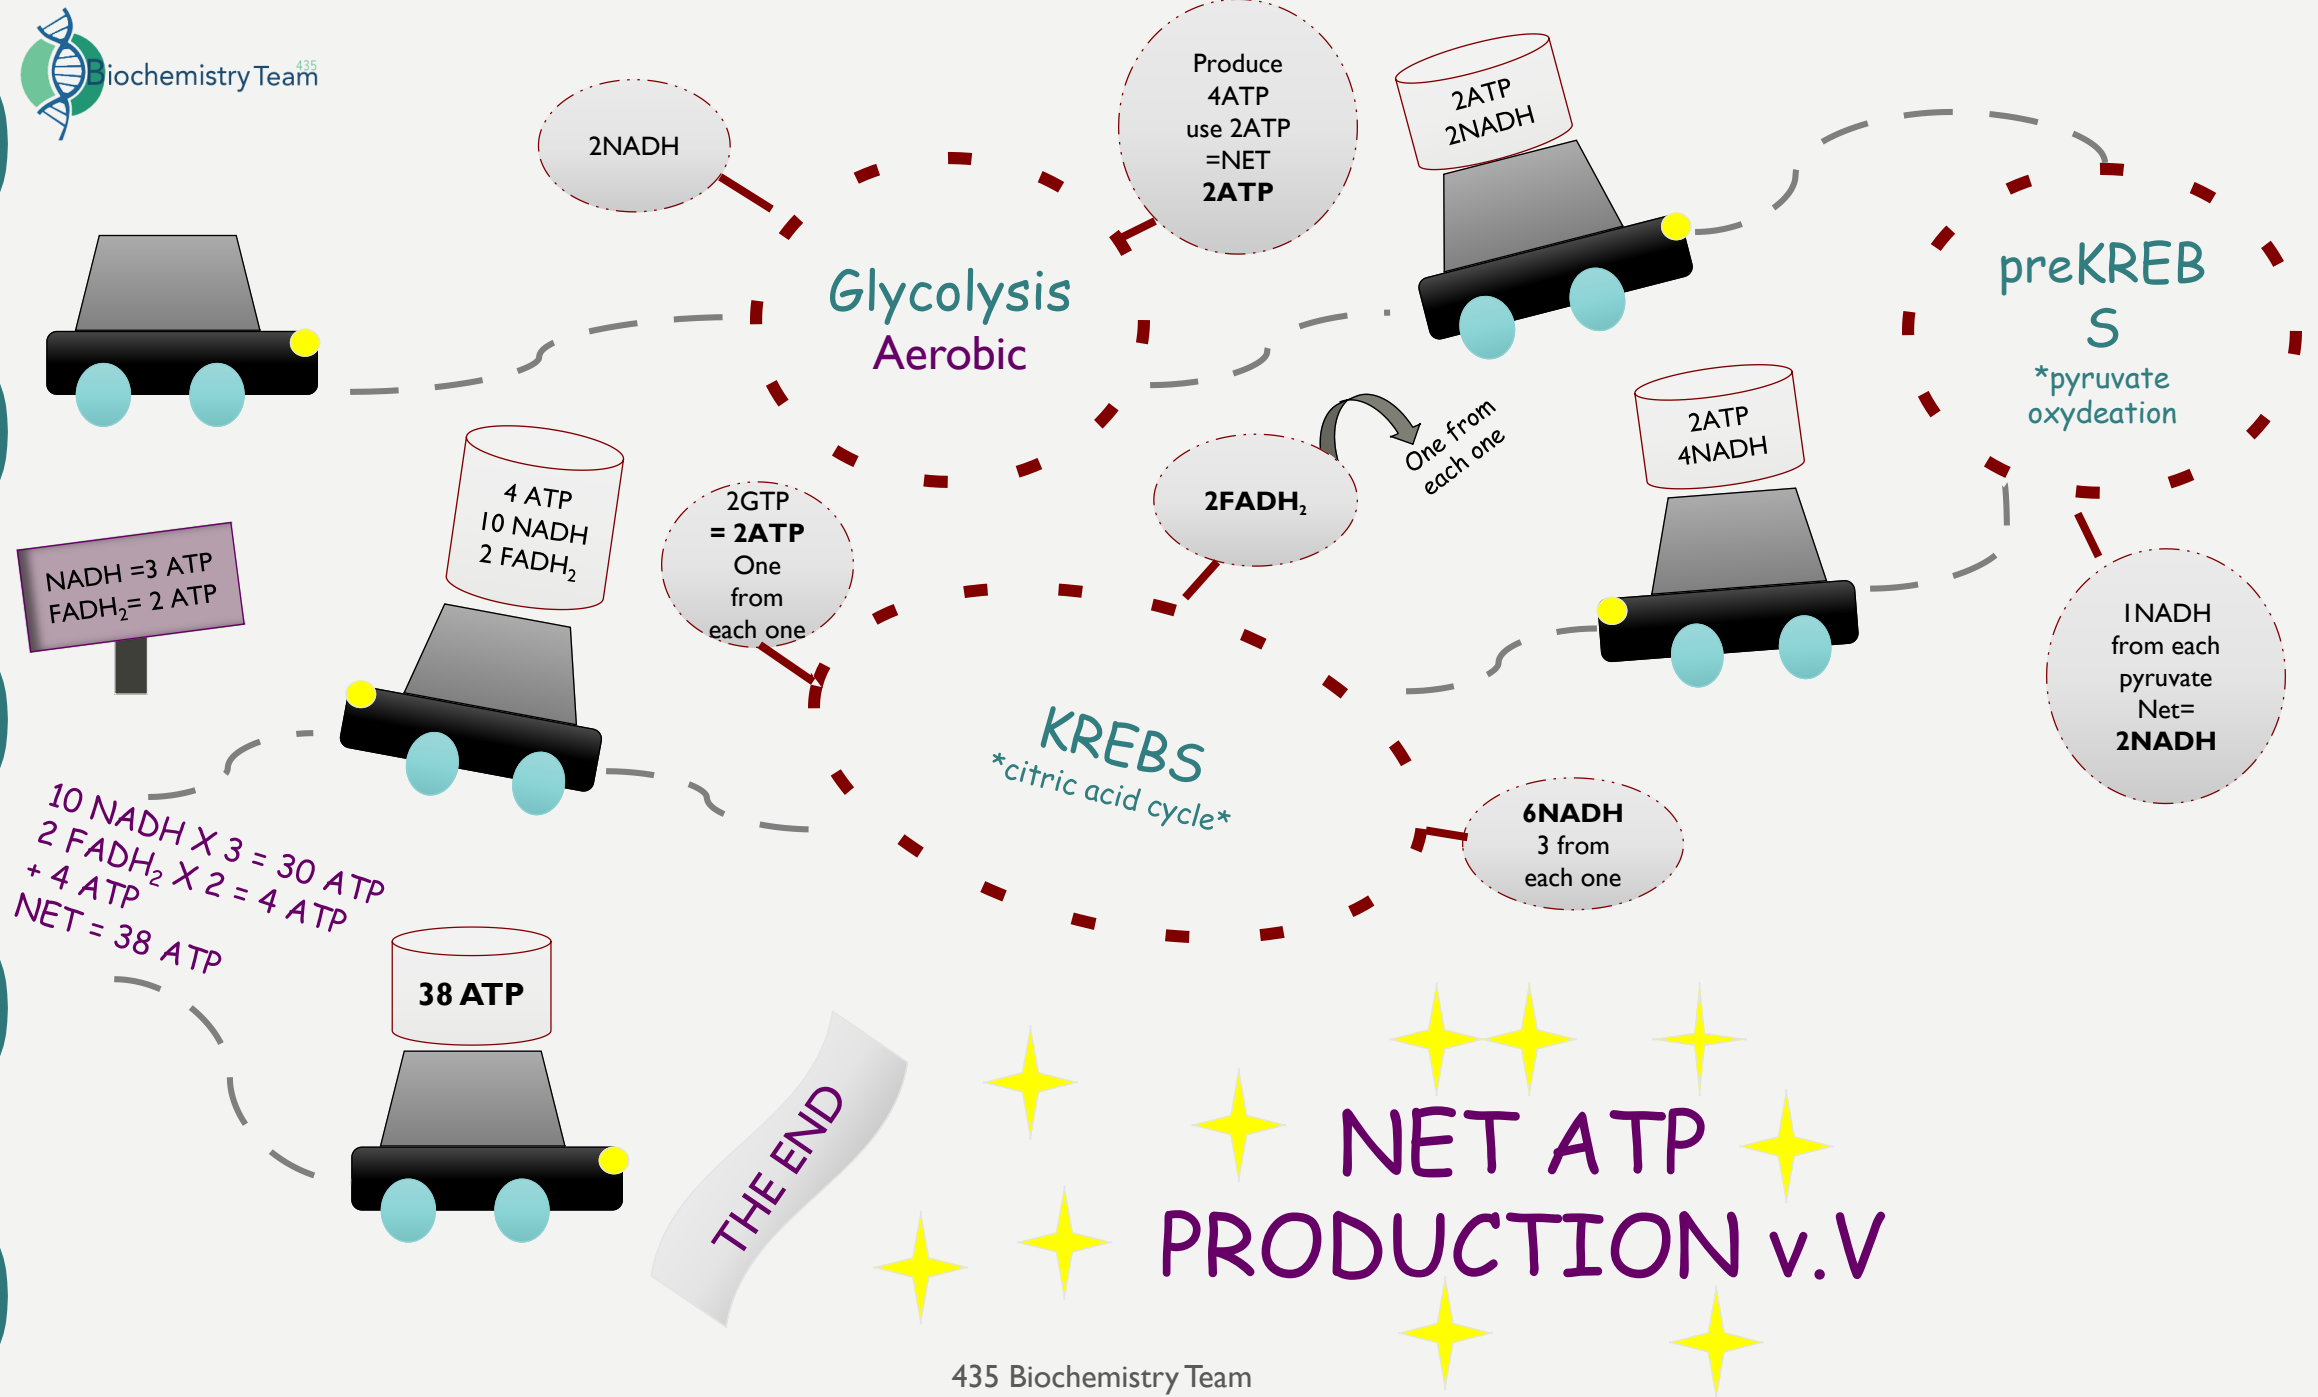 Biochemistry Team 435
2NADH
Produce
4ATP
use 2ATP
=NET
2ATP
2ATP
2NADH
Glycolysis
Aerobic
preKREB
S
*pyruvate
oxydeation
1NADH
from each
pyruvate
Net=
2NADH
2ATP
4NADH
2FADH₂
One from
each one
2GTP
= 2ATP
One
from
each one
KREBS
*citric acid cycle*
6NADH
3 from
each one
4 ATP
10 NADH
2 FADH₂
NADH =3 ATP
FADH₂= 2 ATP
10 NADH X 3 = 30 ATP
2 FADH₂ X 2 = 4 ATP
+ 4 ATP
NET = 38 ATP
38 ATP
THE END
NET ATP
PRODUCTION v.V
435 Biochemistry Team